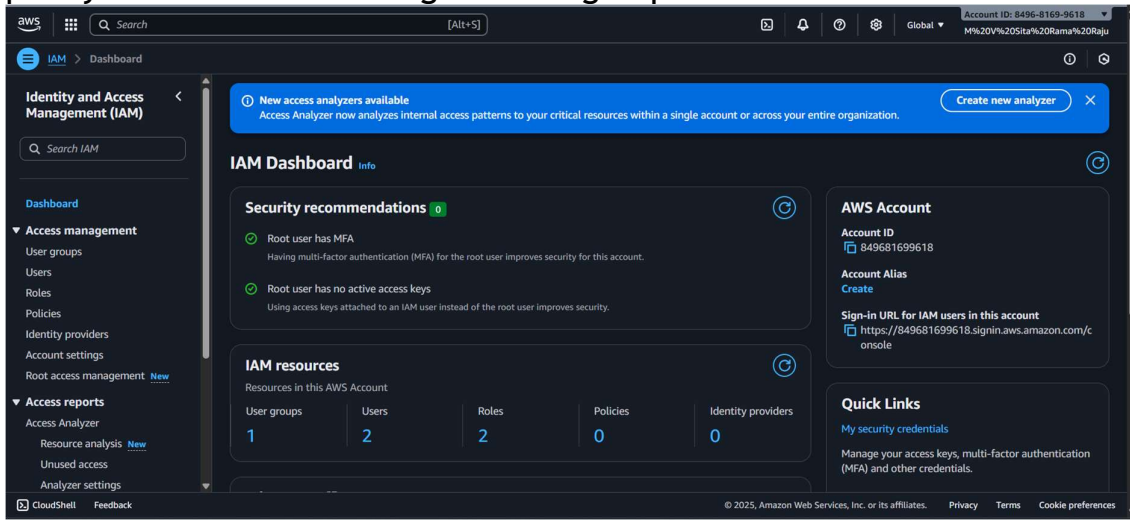 aws
Search [Alt+S]
Global
Account ID: 8496-8169-9618
M%20V%20Sita%20Rama%20Raju
IAM > Dashboard
Identity and Access Management (IAM)
Search IAM
Dashboard
Access management
User groups
Users
Roles
Policies
Identity providers
Account settings
Root access management New
Access reports
Access Analyzer
Resource analysis New
Unused access
Analyzer settings
New access analyzers available
Access Analyzer now analyzes internal access patterns to your critical resources within a single account or across your entire organization.
Create new analyzer
IAM Dashboard Info
Security recommendations 0
Root user has MFA
Having multi-factor authentication (MFA) for the root user improves security for this account.
Root user has no active access keys
Using access keys attached to an IAM user instead of the root user improves security.
IAM resources
Resources in this AWS Account
User groups Users Roles Policies Identity providers
1 2 2 0 0
AWS Account
Account ID
849681699618
Account Alias
Create
Sign-in URL for IAM users in this account
https://849681699618.signin.aws.amazon.com/c
onsole
Quick Links
My security credentials
Manage your access keys, multi-factor authentication
(MFA) and other credentials.
CloudShell Feedback
© 2025, Amazon Web Services, Inc. or its affiliates. Privacy Terms Cookie preferences